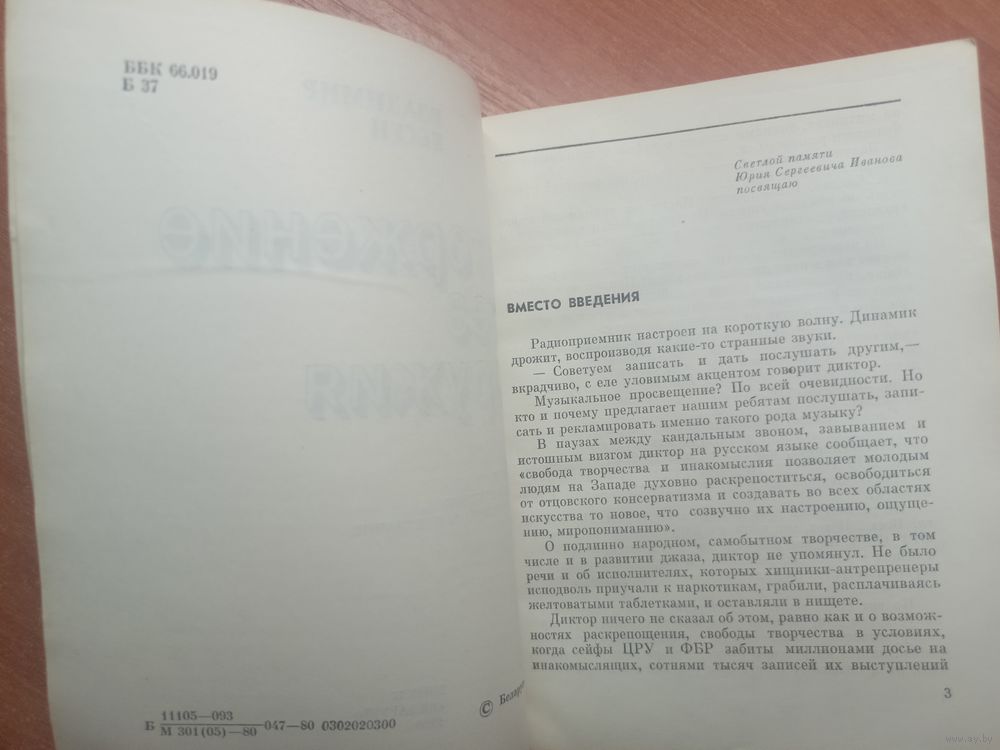 ББК 66.019
Б 37
Б 11105—093
М 301(05)—80 047—80 0302020300
©
Светлой памяти
Юрия Сергеевича Иванова
посвящаю
ВМЕСТО ВВЕДЕНИЯ
Радиоприемник настроен на короткую волну. Динамик
дрожит, воспроизводя какие-то странные звуки.
— Советуем записать и дать послушать другим,—
вкрадчиво, с еле уловимым акцентом говорит диктор.
Музыкальное просвещение? По всей очевидности. Но
кто и почему предлагает нашим ребятам послушать, запи-
сать и рекламировать именно такого рода музыку?
В паузах между кандальным звоном, завыванием и
истошным визгом диктор на русском языке сообщает, что
«свобода творчества и инакомыслия позволяет молодым
людям на Западе духовно раскрепоститься, освободиться
от отцовского консерватизма и создавать во всех областях
искусства то новое, что созвучно их настроению, ощуще-
нию, миропониманию».
О подлинно народном, самобытном творчестве, в том
числе и в развитии джаза, диктор не упомянул. Не было
речи и об исполнителях, которых хищники-антрепренеры
исподволь приучали к наркотикам, грабили, расплачиваясь
желтоватыми таблетками, и оставляли в нищете.
Диктор ничего не сказал об этом, равно как и о возмож-
ностях раскрепощения, свободы творчества в условиях,
когда сейфы ЦРУ и ФБР забиты миллионами досье на
инакомыслящих, сотнями тысяч записей их выступлений
3
www.ay.by